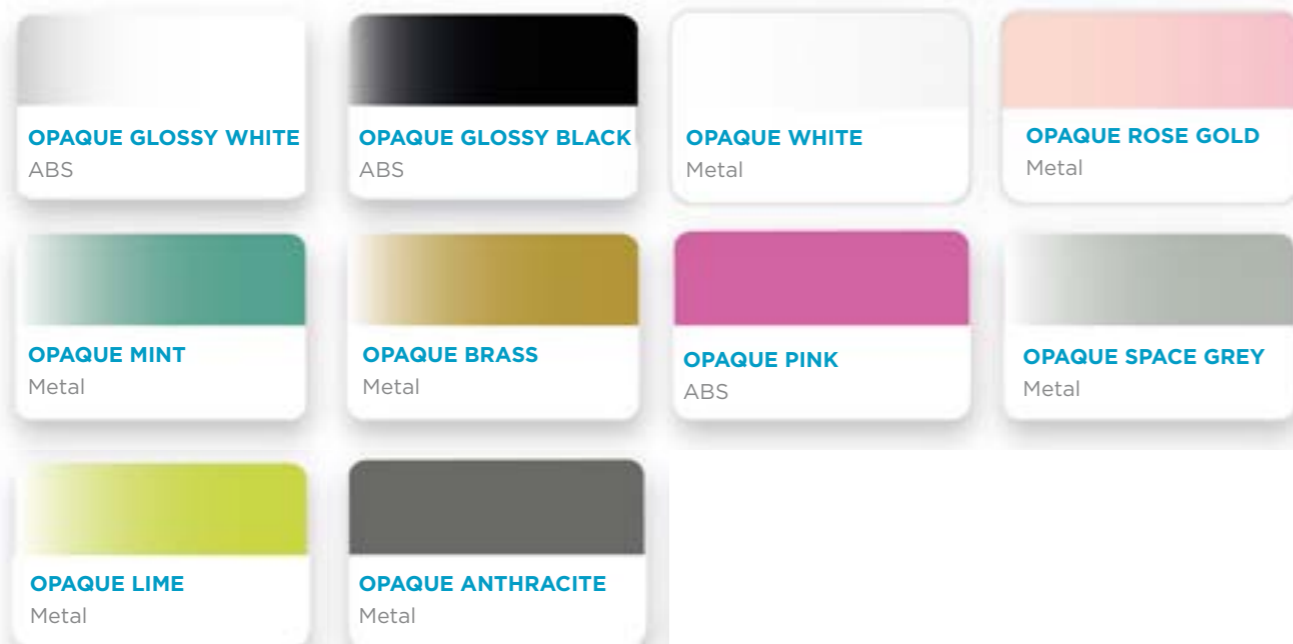 OPAQUE GLOSSY WHITE
ABS
OPAQUE GLOSSY BLACK
ABS
OPAQUE WHITE
Metal
OPAQUE ROSE GOLD
Metal
OPAQUE MINT
Metal
OPAQUE BRASS
Metal
OPAQUE PINK
ABS
OPAQUE SPACE GREY
Metal
OPAQUE LIME
Metal
OPAQUE ANTHRACITE
Metal